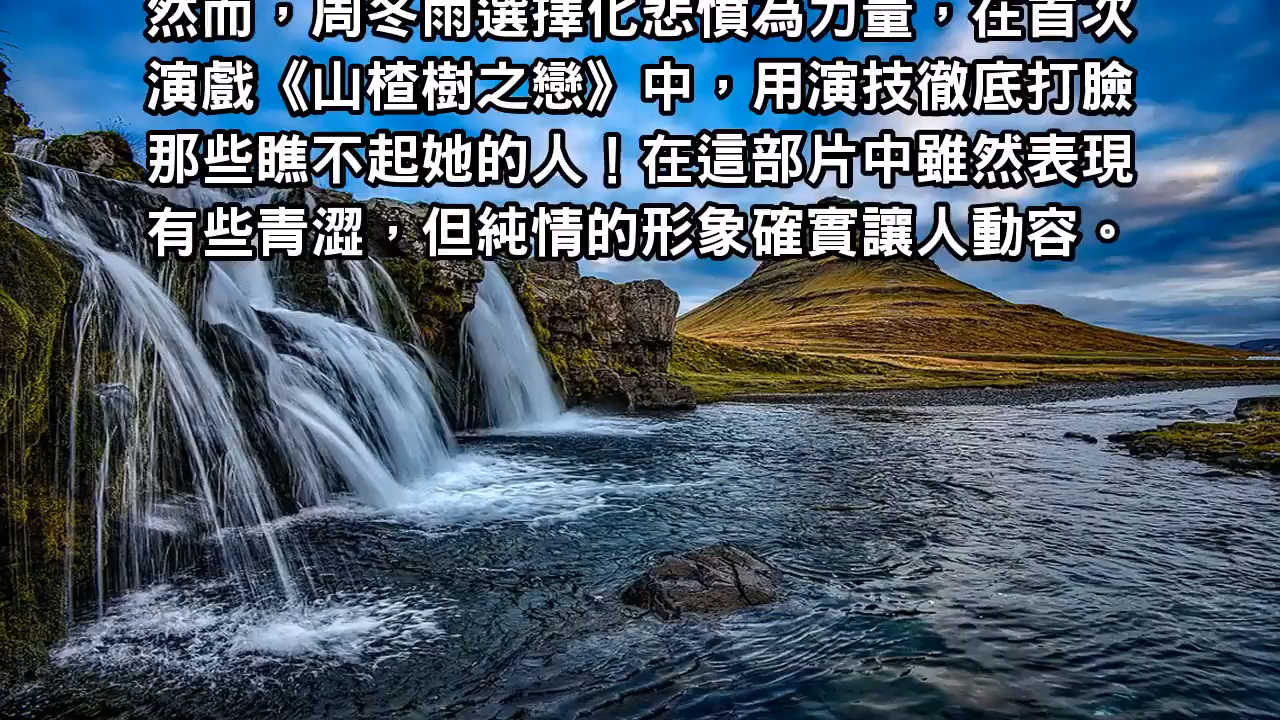 然而，周冬雨選擇化悲憤為力量，在首次
演戲《山楂樹之戀》中，用演技徹底打臉
那些瞧不起她的人！在這部片中雖然表現
有些青澀，但純情的形象確實讓人動容。